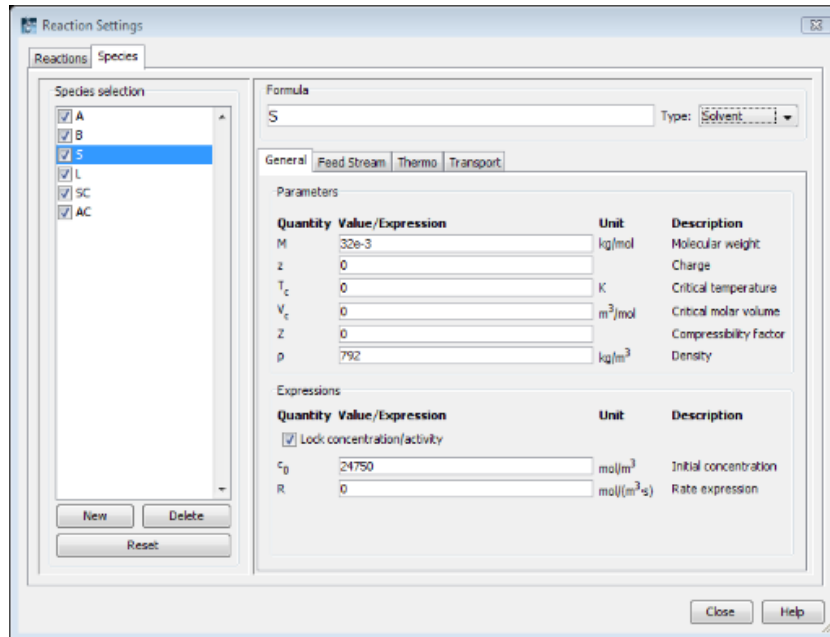 Reaction Settings
Reactions Species
Species selection
A
B
S
L
SC
AC
New Delete
Reset
Formula
S Type: Solvent
General Feed Stream Thermo Transport
Parameters
Quantity Value/Expression Unit Description
M 32e-3 kg/mol Molecular weight
z 0 Charge
Tc 0 K Critical temperature
Vc 0 m³/mol Critical molar volume
Z 0 Compressibility factor
ρ 792 kg/m³ Density
Expressions
Quantity Value/Expression Unit Description
Lock concentration/activity
c0 24750 mol/m³ Initial concentration
R 0 mol/(m³·s) Rate expression
Close Help